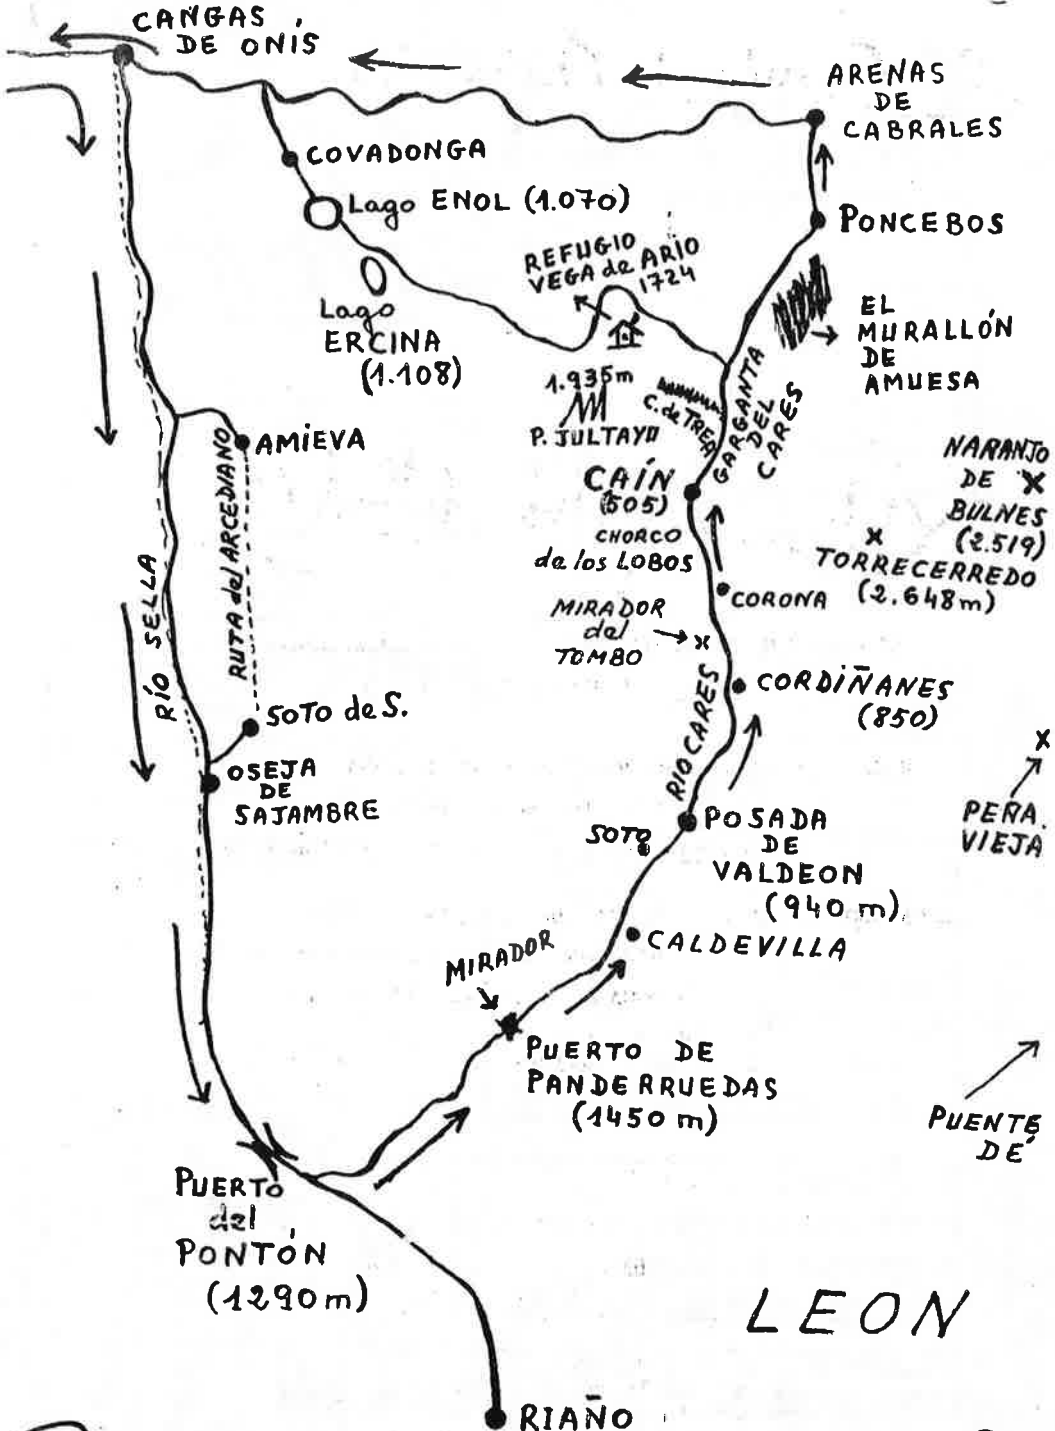 CANGAS
DE ONÍS
ARENAS
DE
CABRALES
COVADONGA
Lago ENOL (1.070)
PONCEBOS
REFUGIO
VEGA de ARIO
1724
Lago
ERCINA
(1.108)
EL
MURALLÓN
DE
AMUESA
1.935m
P. JULTAYU
C. de TREA
GARGANTA
DEL
CARES
AMIEVA
RUTA del ARCEDIANO
RÍO SELLA
CAÍN
(505)
CHORCO
de los LOBOS
NARANJO
DE X
BULNES
(2.519)
X
TORRECERREDO
(2.648m)
CORONA
MIRADOR
del
TOMBO
X
CORDIÑANES
(850)
RIO CARES
SOTO de S.
OSEJA
DE
SAJAMBRE
X
PEÑA
VIEJA
SOTO
POSADA
DE
VALDEON
(940 m)
CALDEVILLA
MIRADOR
PUERTO DE
PANDERRUEDAS
(1450 m)
PUENTE
DÉ
PUERTO
del
PONTÓN
(1290m)
LEON
RIAÑO